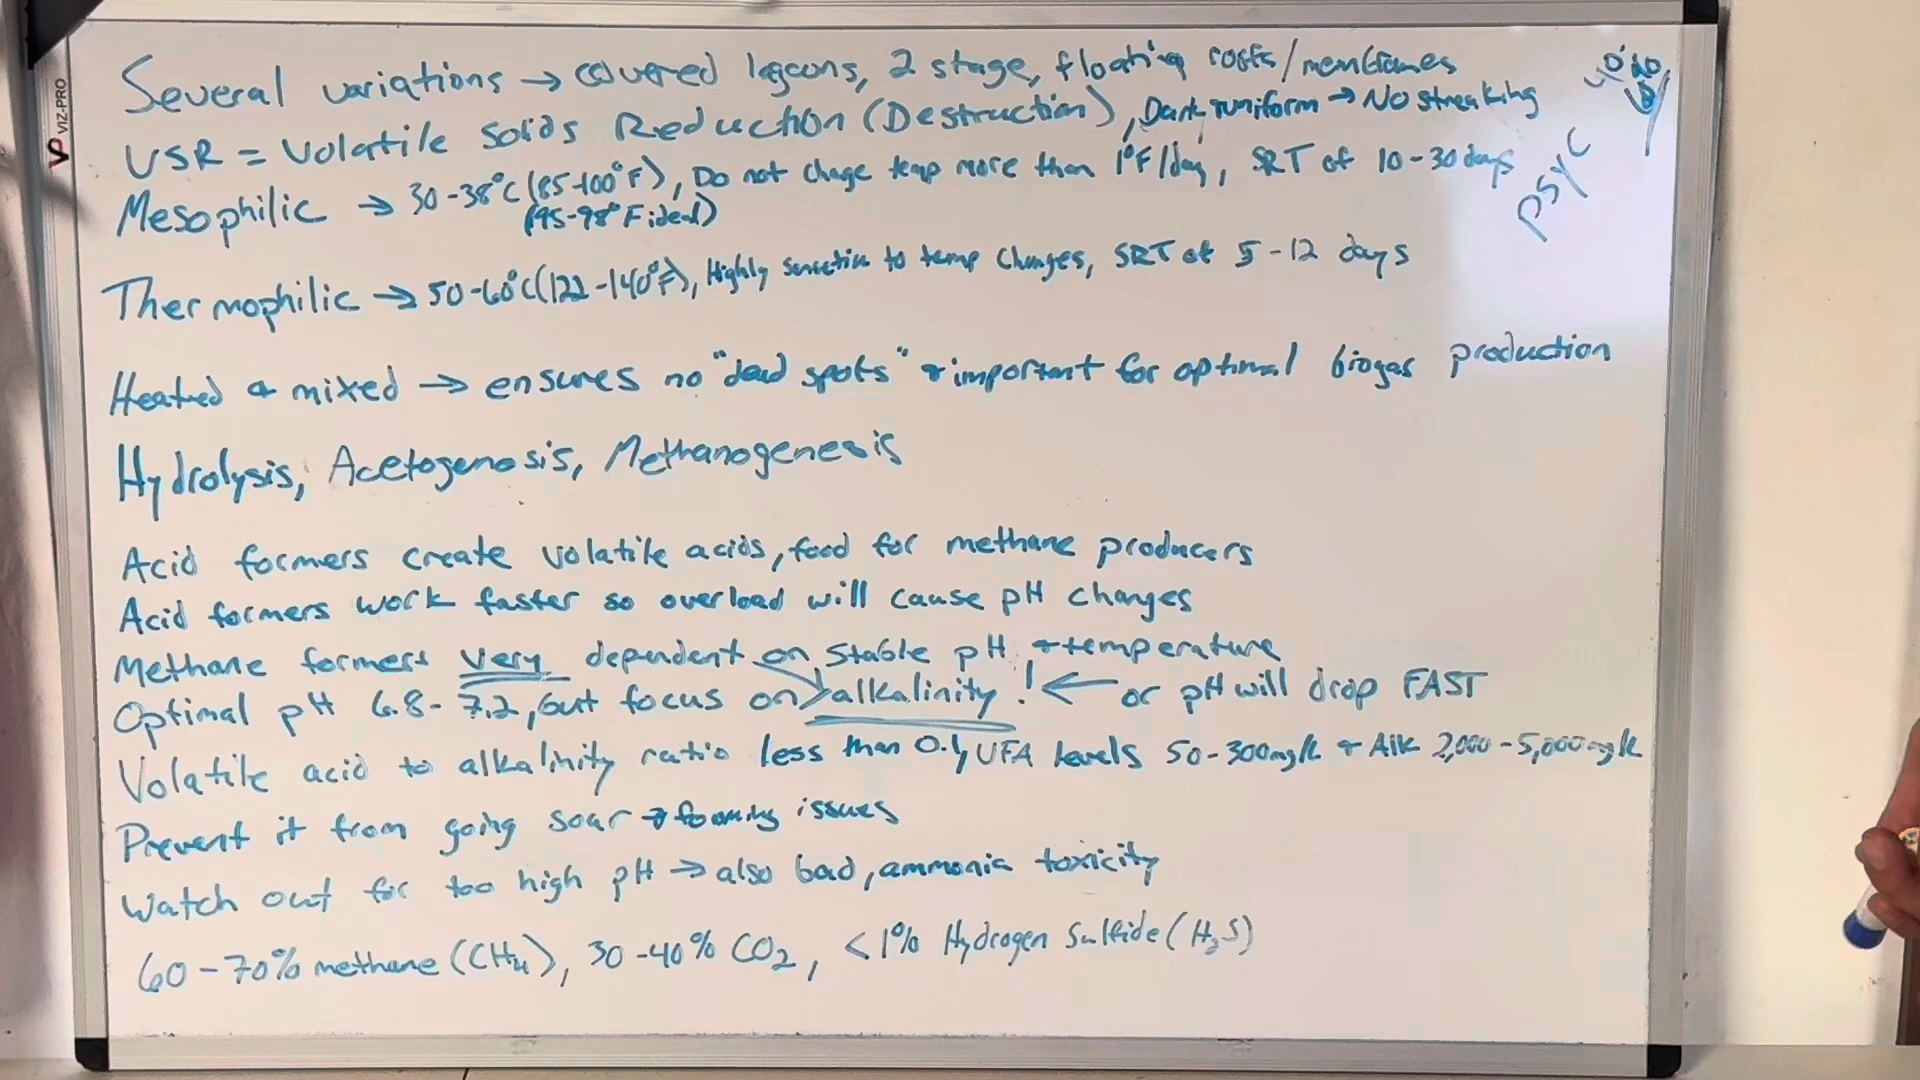 Several variations → covered lagoons, 2 stage, floating roofs/membranes
VSR = Volatile Solids Reduction (Destruction), Dark + uniform → No streaking
Mesophilic → 30-38°C (85-100°F), Do not chage temp more than 1°F/day, SRT of 10-30 days
(95-98°F ideal)
Thermophilic → 50-60°C (122-140°F), Highly sensetive to temp changes, SRT of 5-12 days
Heated & mixed → ensures no "dead spots" & important for optimal biogas production
Hydrolysis, Acetogenosis, Methanogenesis
Acid formers create volatile acids, food for methane producers
Acid formers work faster so overload will cause pH changes
Methane formers very dependent on stable pH & temperature
Optimal pH 6.8-7.2, but focus on → alkalinity! ← or pH will drop FAST
Volatile acid to alkalinity ratio less than 0.1, VFA levels 50-300mg/L & Alk 2,000-5,000mg/L
Prevent it from going sour → foaming issues
Watch out for too high pH → also bad, ammonia toxicity
60-70% methane (CH4), 30-40% CO2, <1% Hydrogen Sulfide (H2S)
psyc
VIZ-PRO